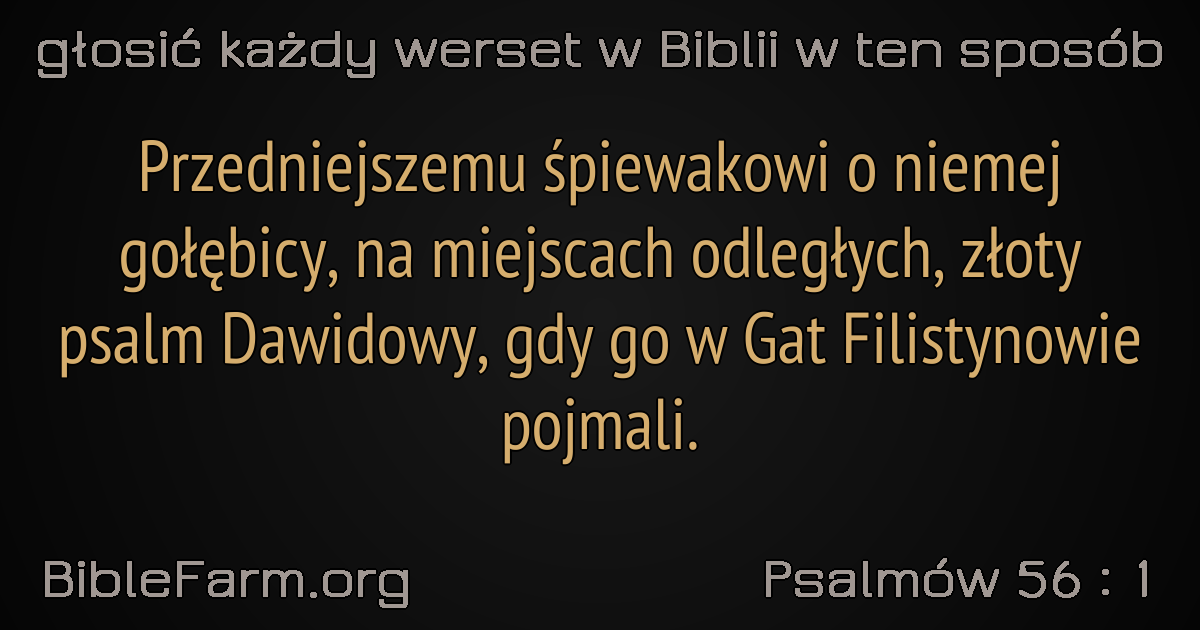 głosić każdy werset w Biblii w ten sposób
Przedniejszemu śpiewakowi o niemej
gołębicy, na miejscach odległych, złoty
psalm Dawidowy, gdy go w Gat Filistynowie
pojmali.
BibleFarm.org
Psalmów 56 : 1